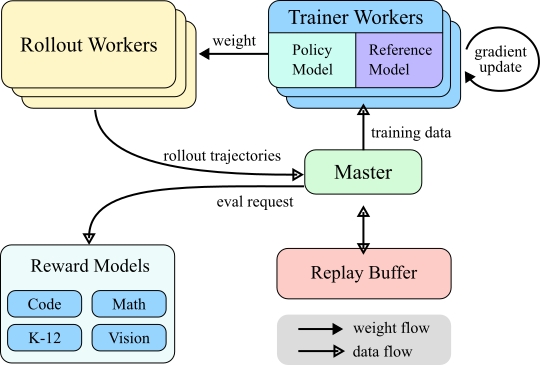 Rollout Workers
weight
Trainer Workers
Policy
Model
Reference
Model
gradient
update
training data
rollout trajectories
Master
eval request
Reward Models
Code
Math
K-12
Vision
Replay Buffer
weight flow
data flow